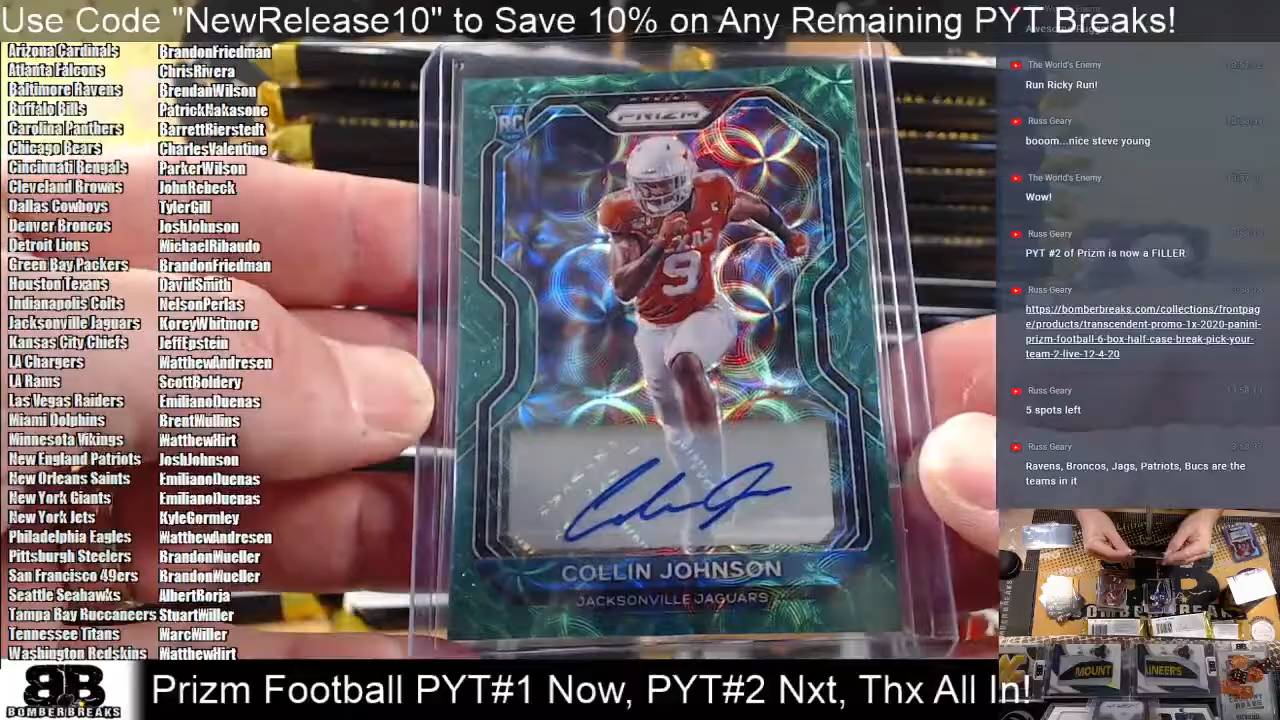 Use Code "NewRelease10" to Save 10% on Any Remaining PYT Breaks!
Arizona Cardinals BrandonFriedman
Atlanta Falcons ChrisRivera
Baltimore Ravens BrendanWilson
Buffalo Bills PatrickNakasone
Carolina Panthers BarrettBierstedt
Chicago Bears CharlesValentine
Cincinnati Bengals ParkerWilson
Cleveland Browns JohnRebeck
Dallas Cowboys TylerGill
Denver Broncos JoshJohnson
Detroit Lions MichaelRibaudo
Green Bay Packers BrandonFriedman
Houston Texans DavidSmith
Indianapolis Colts NelsonPerlas
Jacksonville Jaguars KoreyWhitmore
Kansas City Chiefs JeffEpstein
LA Chargers MatthewAndresen
LA Rams ScottBoldery
Las Vegas Raiders EmilianoDuenas
Miami Dolphins BrentMullins
Minnesota Vikings MatthewHirt
New England Patriots JoshJohnson
New Orleans Saints EmilianoDuenas
New York Giants EmilianoDuenas
New York Jets KyleGormley
Philadelphia Eagles MatthewAndresen
Pittsburgh Steelers BrandonMueller
San Francisco 49ers BrandonMueller
Seattle Seahawks AlbertBorja
Tampa Bay Buccaneers StuartWiller
Tennessee Titans MarcMiller
Washington Redskins MatthewHirt
RC
PANINI
PRIZM
9
COLLIN JOHNSON
JACKSONVILLE JAGUARS
The World's Enemy
Run Ricky Run!
Russ Geary
booom...nice steve young
The World's Enemy
Wow!
Russ Geary
PYT #2 of Prizm is now a FILLER
Russ Geary
https://bomberbreaks.com/collections/frontpag
e/products/transcendent-promo-1x-2020-panini-
prizm-football-6-box-half-case-break-pick-your-
team-2-live-12-4-20
Russ Geary
5 spots left
Russ Geary
Ravens, Broncos, Jags, Patriots, Bucs are the
teams in it
MOUNT
AINEERS
BB
BOMBERBREAKS
Prizm Football PYT#1 Now, PYT#2 Nxt, Thx All In!